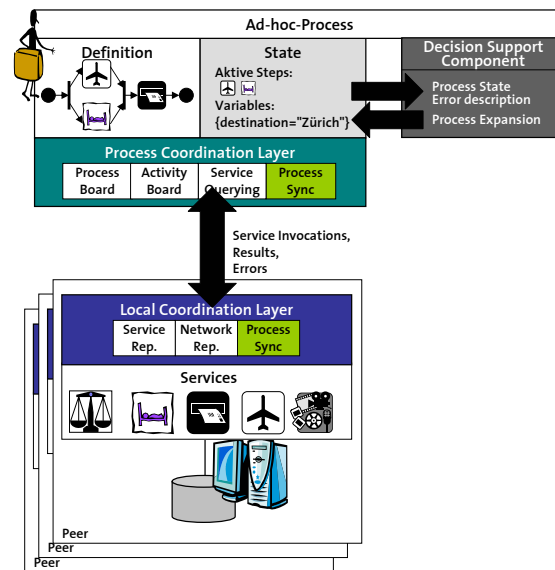 Ad-hoc-Process
Definition
State
Aktive Steps:
Variables:
{destination="Zürich"}
Decision Support
Component
Process State
Error description
Process Expansion
Process Coordination Layer
Process
Board
Activity
Board
Service
Querying
Process
Sync
Service Invocations,
Results,
Errors
Local Coordination Layer
Service
Rep.
Network
Rep.
Process
Sync
Services
Peer
Peer
Peer